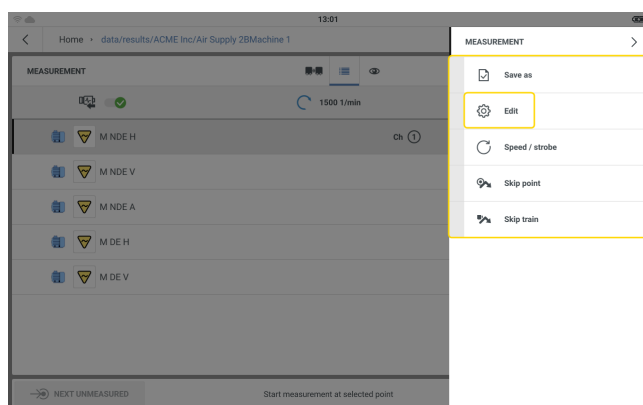 13:01
Home › data/results/ACME Inc/Air Supply 2BMachine 1
MEASUREMENT
1500 1/min
M NDE H Ch 1
M NDE V
M NDE A
M DE H
M DE V
NEXT UNMEASURED Start measurement at selected point
MEASUREMENT
Save as
Edit
Speed / strobe
Skip point
Skip train